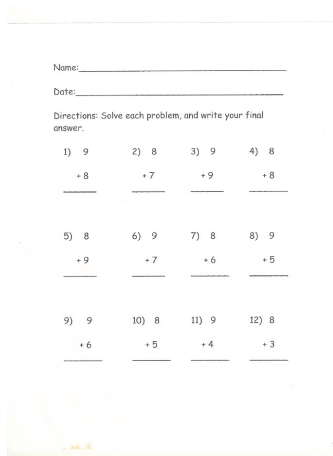 Name:
Date:
Directions: Solve each problem, and write your final
answer.
1) 9 2) 8 3) 9 4) 8
+ 8 + 7 + 9 + 8
5) 8 6) 9 7) 8 8) 9
+ 9 + 7 + 6 + 5
9) 9 10) 8 11) 9 12) 8
+ 6 + 5 + 4 + 3